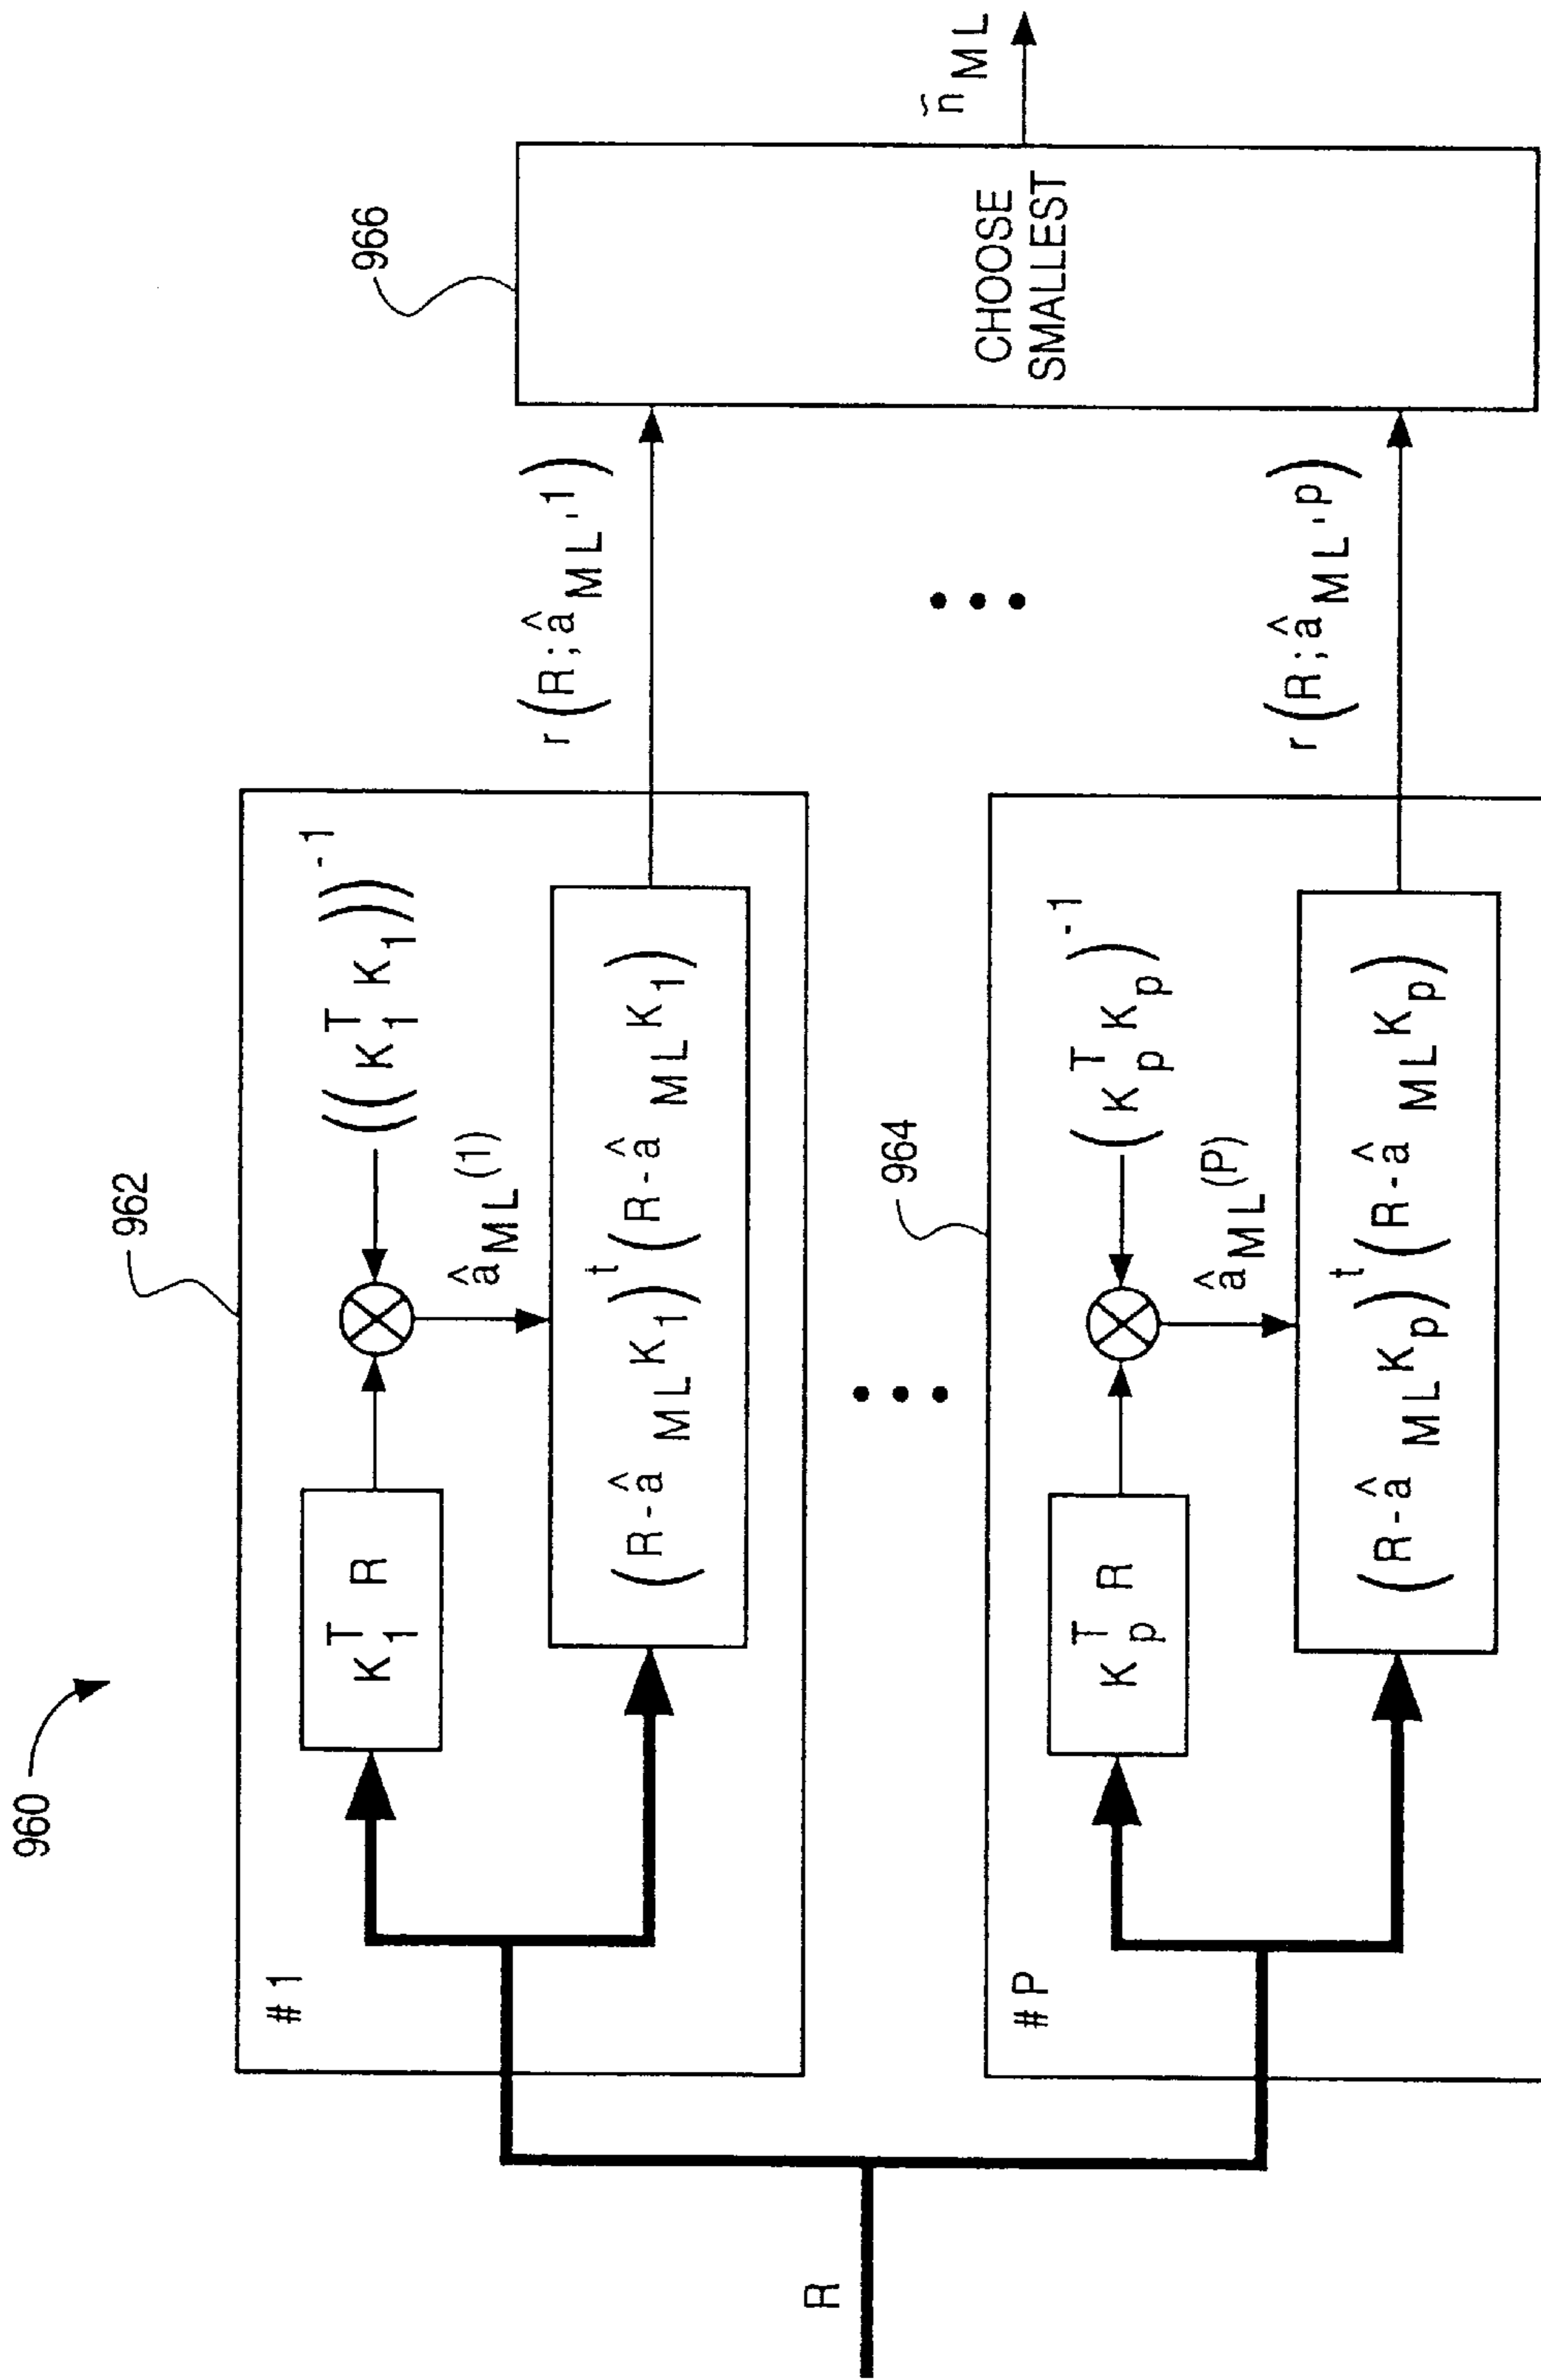 960
962
#1
K_1^T R
((K_1^T K_1))^-1
â_ML^(1)
(R-â_ML K_1)^t (R-â_ML K_1)
r(R;â_ML,1)
966
CHOOSE
SMALLEST
ñ_ML
R
964
#P
K_p^T R
(K_p^T K_p)^-1
â_ML^(P)
(R-â_ML K_p)^t (R-â_ML K_p)
r(R;â_ML,p)